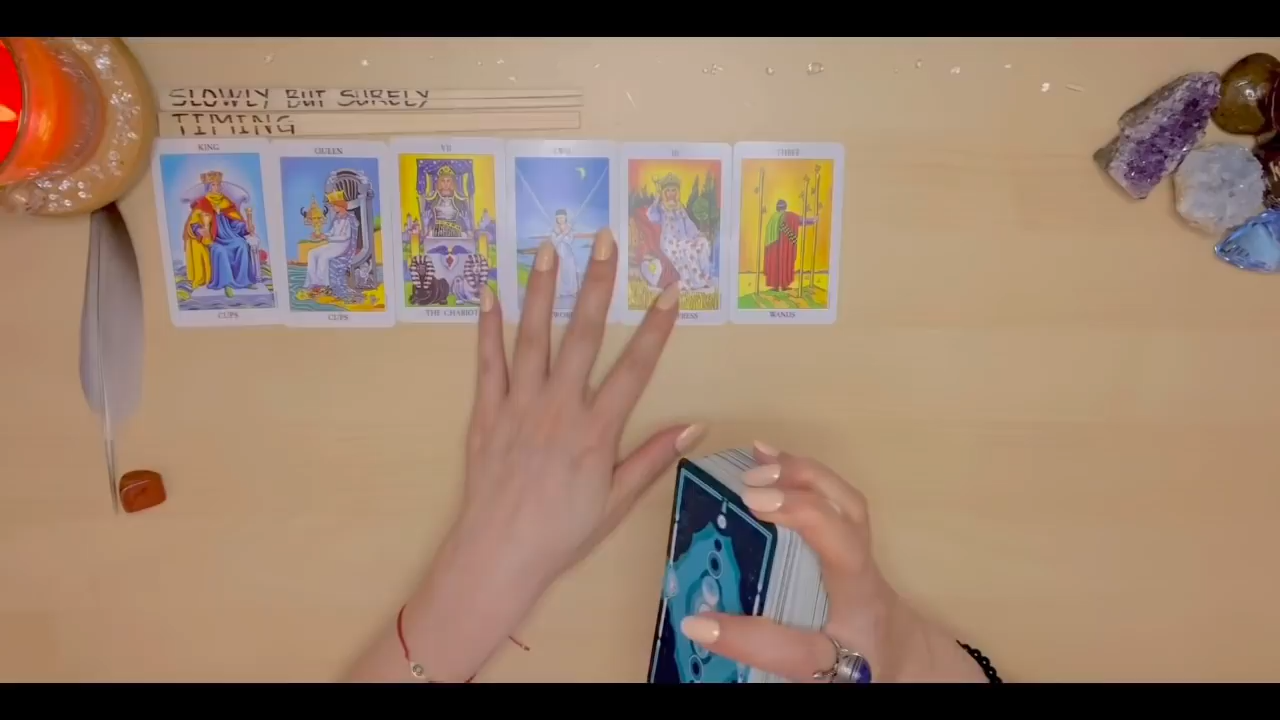 SLOWLY BUT SURELY
TIMING
KING QUEEN VII III THREE
CUPS CUPS THE CHARIOT WANDS